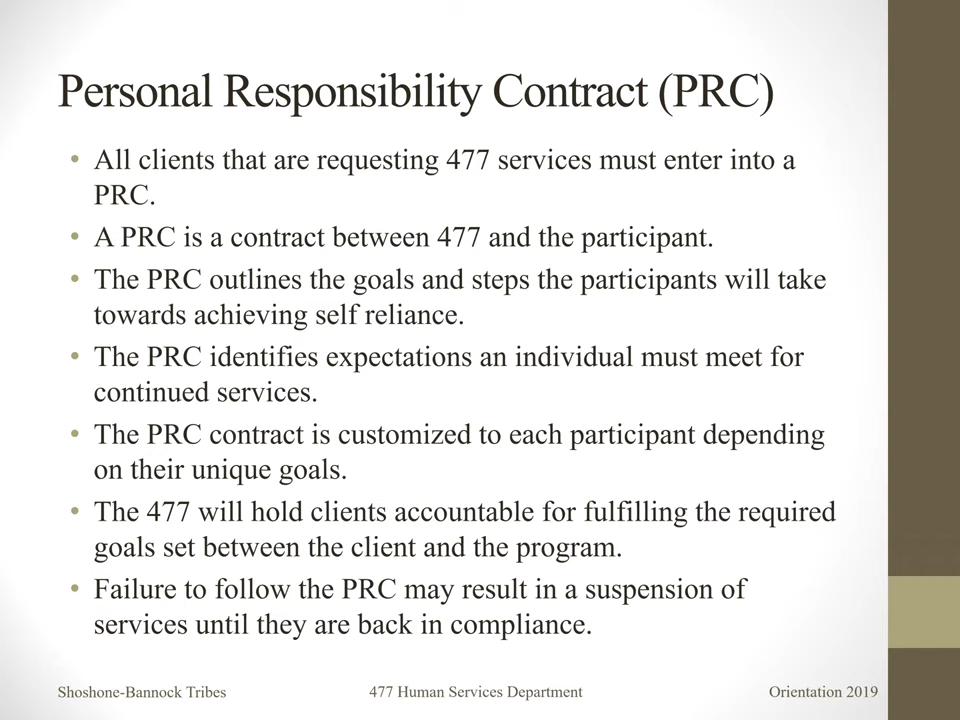 Personal Responsibility Contract (PRC)
• All clients that are requesting 477 services must enter into a
PRC.
• A PRC is a contract between 477 and the participant.
• The PRC outlines the goals and steps the participants will take
towards achieving self reliance.
• The PRC identifies expectations an individual must meet for
continued services.
• The PRC contract is customized to each participant depending
on their unique goals.
• The 477 will hold clients accountable for fulfilling the required
goals set between the client and the program.
• Failure to follow the PRC may result in a suspension of
services until they are back in compliance.
Shoshone-Bannock Tribes 477 Human Services Department Orientation 2019